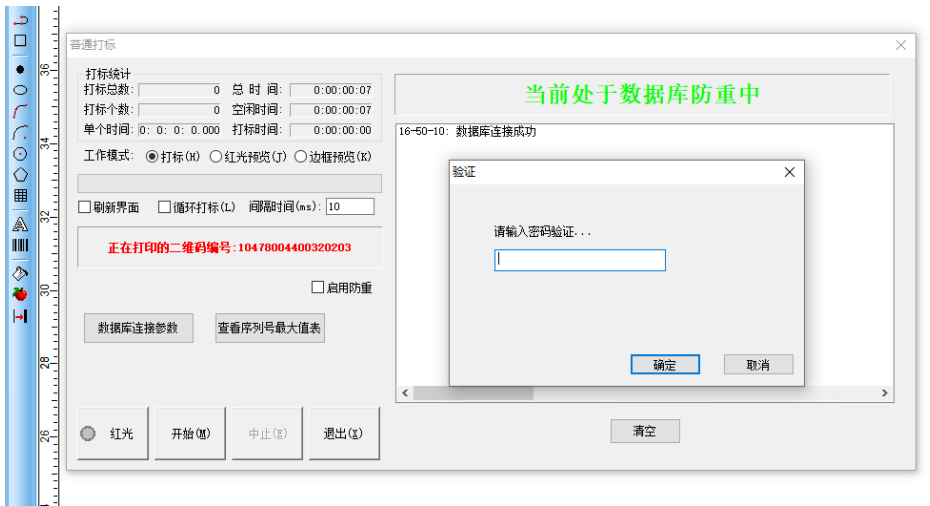 普通打标
打标统计
打标总数: 0 总 时 间: 0:00:00:07
打标个数: 0 空闲时间: 0:00:00:07
单个时间: 0: 0: 0: 0.000 打标时间: 0:00:00:00
工作模式: 打标(H) 红光预览(J) 边框预览(K)
刷新界面 循环打标(L) 间隔时间(ms): 10
正在打印的二维码编号:10478004400320203
启用防重
数据库连接参数 查看序列号最大值表
红光 开始(M) 中止(E) 退出(X)
当前处于数据库防重中
16-50-10: 数据库连接成功
验证
请输入密码验证...
确定 取消
清空
36
34
32
30
28
26